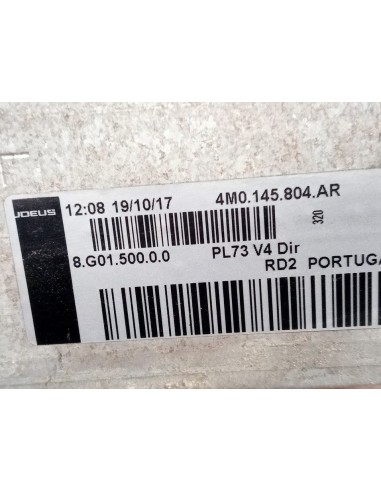 JDEUS
12:08 19/10/17 4M0.145.804.AR
320
8.G01.500.0.0 PL73 V4 Dir
RD2 PORTUGA